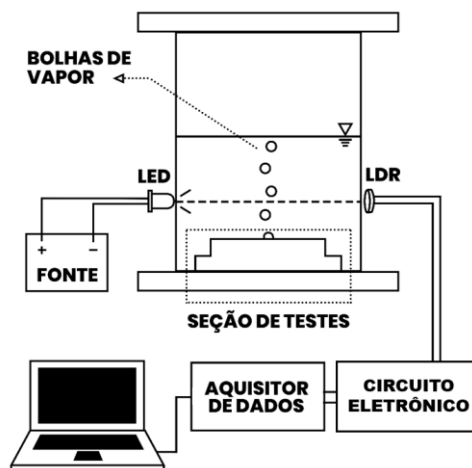 BOLHAS DE
VAPOR
LED
LDR
+ −
FONTE
SEÇÃO DE TESTES
AQUISITOR
DE DADOS
CIRCUITO
ELETRÔNICO